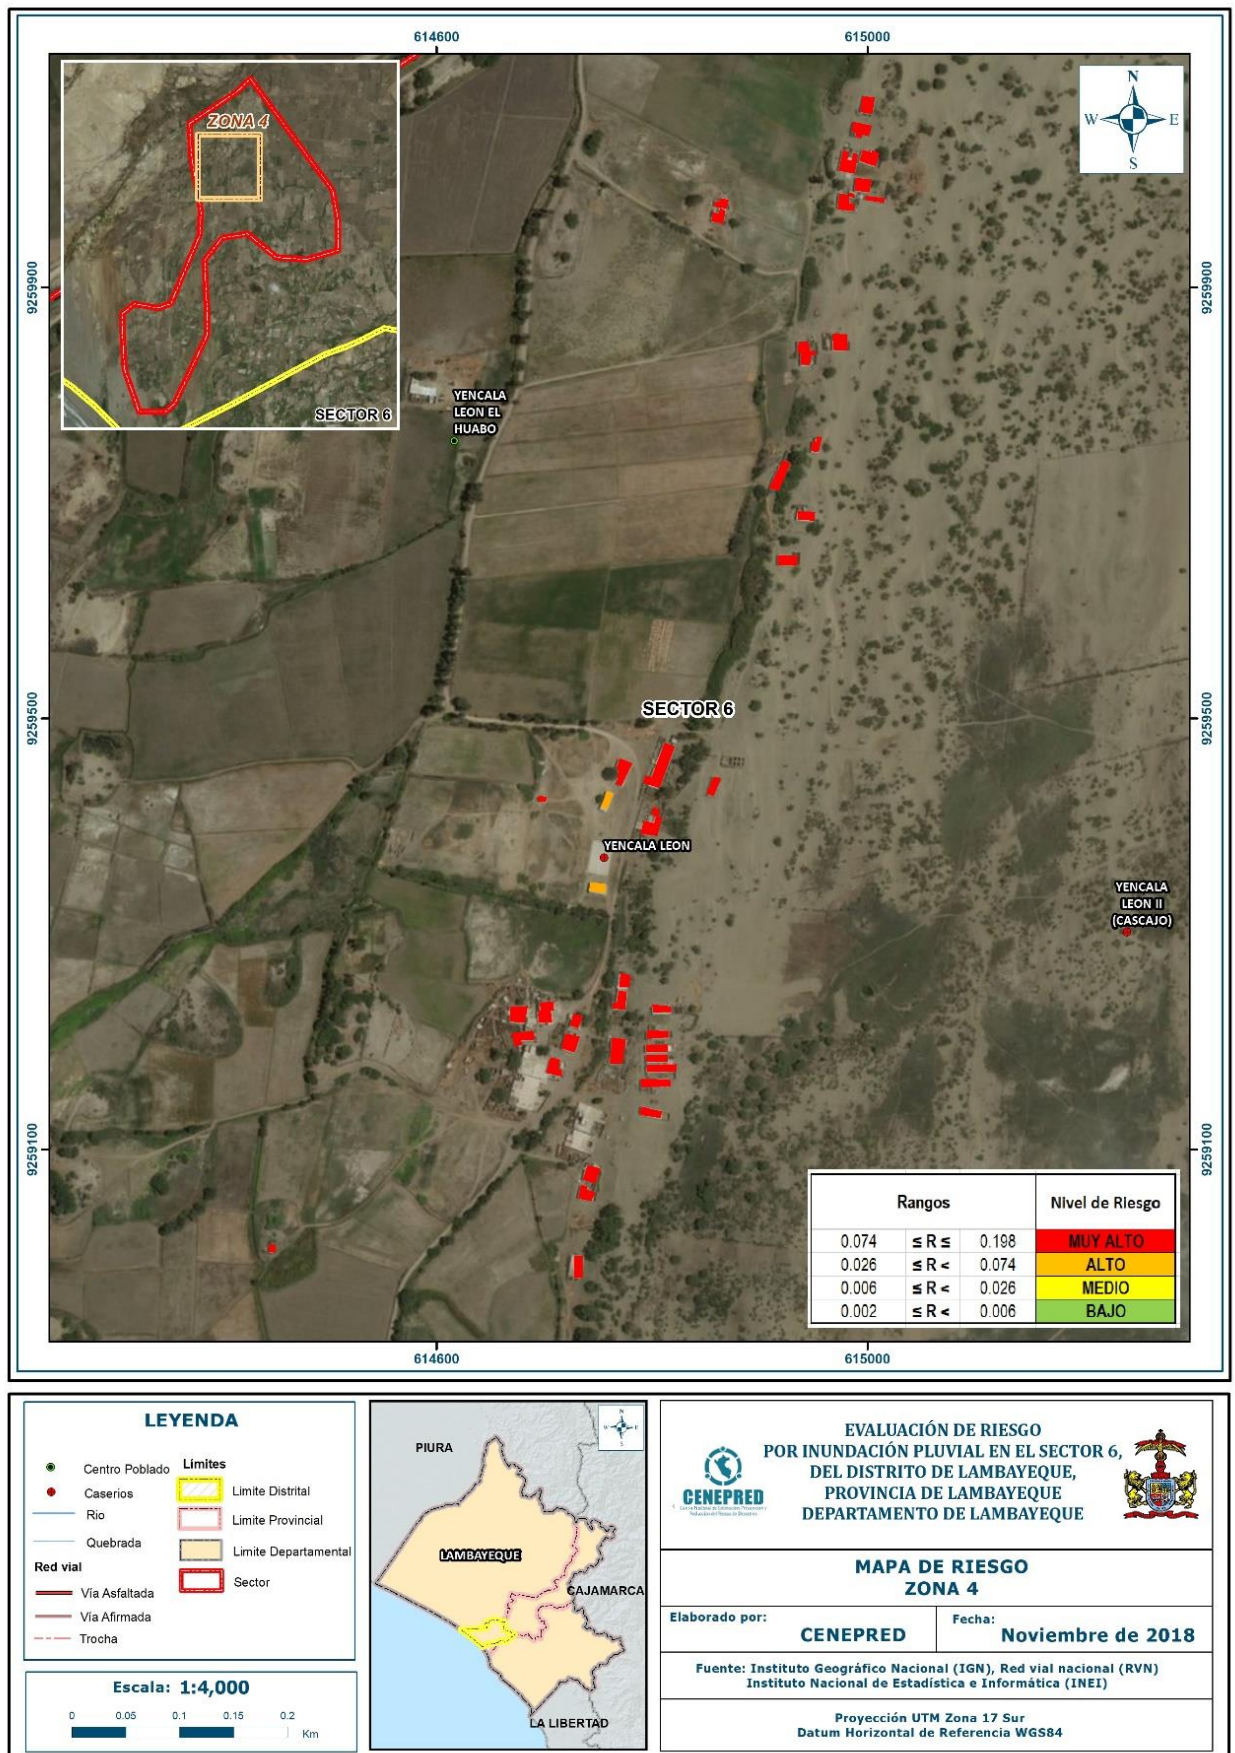 614600
615000
N
W
E
S
ZONA 4
SECTOR 6
9259900
9259900
YENCALA
LEON EL
HUABO
9259500
9259500
SECTOR 6
YENCALA LEON
YENCALA
LEON II
(CASCAJO)
9259100
9259100
Rangos Nivel de Riesgo
0.074 ≤ R ≤ 0.198 MUY ALTO
0.026 ≤ R < 0.074 ALTO
0.006 ≤ R < 0.026 MEDIO
0.002 ≤ R < 0.006 BAJO
614600
615000
LEYENDA
Centro Poblado
Caserios
Rio
Quebrada
Red vial
Vía Asfaltada
Vía Afirmada
Trocha
Límites
Limite Distrital
Limite Provincial
Limite Departamental
Sector
Escala: 1:4,000
0 0.05 0.1 0.15 0.2
Km
PIURA
N
W
E
S
LAMBAYEQUE
CAJAMARCA
LA LIBERTAD
CENEPRED
EVALUACIÓN DE RIESGO
POR INUNDACIÓN PLUVIAL EN EL SECTOR 6,
DEL DISTRITO DE LAMBAYEQUE,
PROVINCIA DE LAMBAYEQUE
DEPARTAMENTO DE LAMBAYEQUE
MAPA DE RIESGO
ZONA 4
Elaborado por:
CENEPRED
Fecha:
Noviembre de 2018
Fuente: Instituto Geográfico Nacional (IGN), Red vial nacional (RVN)
Instituto Nacional de Estadística e Informática (INEI)
Proyección UTM Zona 17 Sur
Datum Horizontal de Referencia WGS84